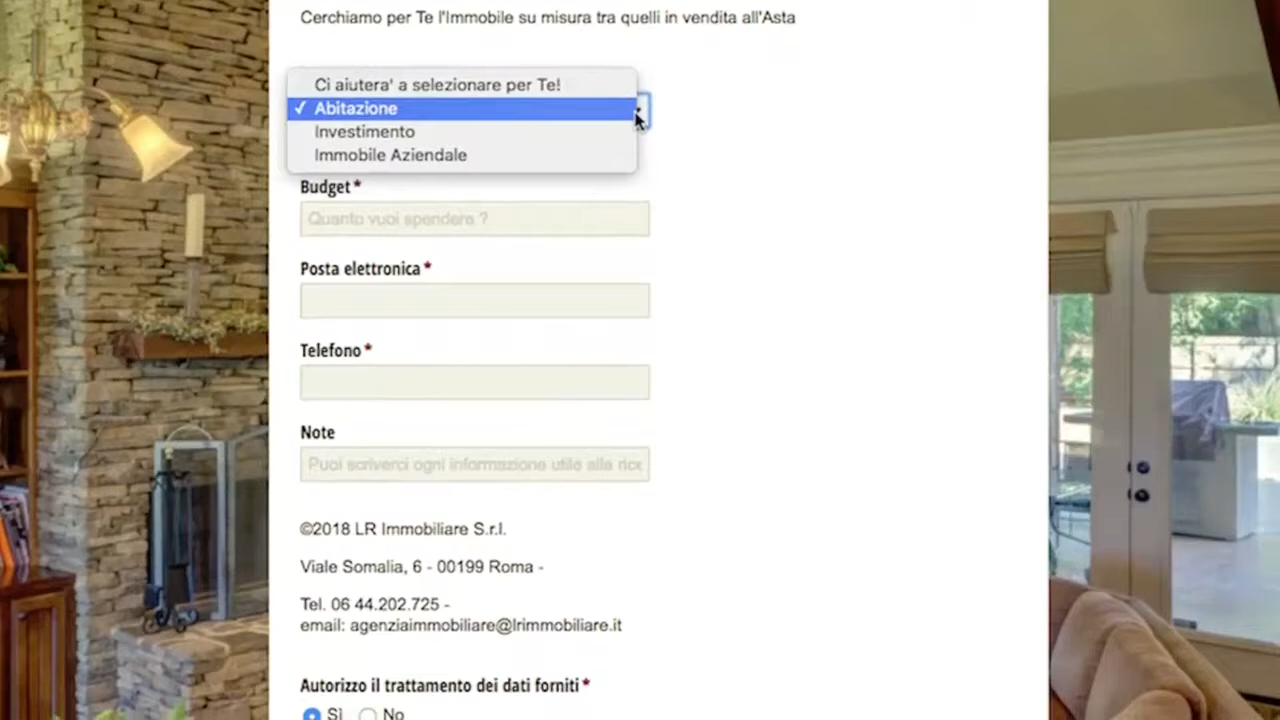 Cerchiamo per Te l'Immobile su misura tra quelli in vendita all'Asta
Ci aiutera' a selezionare per Te!
✓ Abitazione
Investimento
Immobile Aziendale
Budget*
Quanto vuoi spendere ?
Posta elettronica*
Telefono*
Note
Puoi scriverci ogni informazione utile alla rice
©2018 LR Immobiliare S.r.l.
Viale Somalia, 6 - 00199 Roma -
Tel. 06 44.202.725 -
email: agenziaimmobiliare@lrimmobiliare.it
Autorizzo il trattamento dei dati forniti*
Sì No